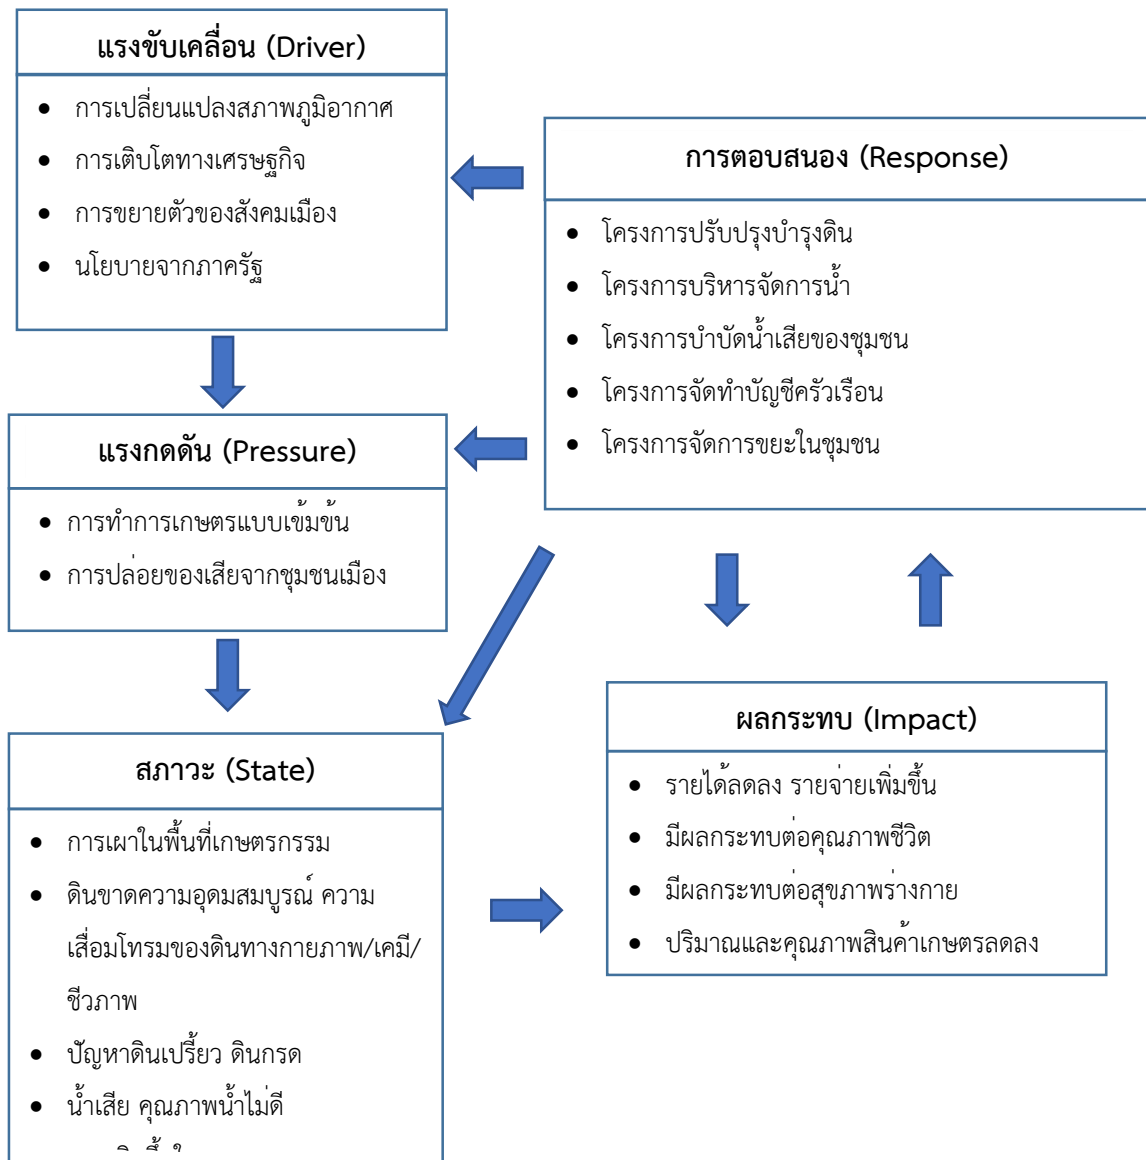 แรงขับเคลื่อน (Driver)
• การเปลี่ยนแปลงสภาพภูมิอากาศ
• การเติบโตทางเศรษฐกิจ
• การขยายตัวของสังคมเมือง
• นโยบายจากภาครัฐ
การตอบสนอง (Response)
• โครงการปรับปรุงบำรุงดิน
• โครงการบริหารจัดการน้ำ
• โครงการบำบัดน้ำเสียของชุมชน
• โครงการจัดทำบัญชีครัวเรือน
• โครงการจัดการขยะในชุมชน
แรงกดดัน (Pressure)
• การทำการเกษตรแบบเข้มข้น
• การปล่อยของเสียจากชุมชนเมือง
สภาวะ (State)
• การเผาในพื้นที่เกษตรกรรม
• ดินขาดความอุดมสมบูรณ์ ความ
เสื่อมโทรมของดินทางกายภาพ/เคมี/
ชีวภาพ
• ปัญหาดินเปรี้ยว ดินกรด
• น้ำเสีย คุณภาพน้ำไม่ดี
ผลกระทบ (Impact)
• รายได้ลดลง รายจ่ายเพิ่มขึ้น
• มีผลกระทบต่อคุณภาพชีวิต
• มีผลกระทบต่อสุขภาพร่างกาย
• ปริมาณและคุณภาพสินค้าเกษตรลดลง